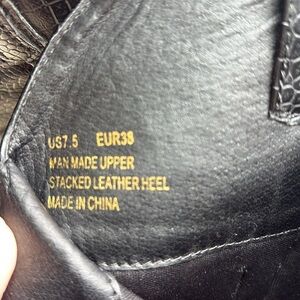 US7.5 EUR38
MAN MADE UPPER
STACKED LEATHER HEEL
MADE IN CHINA